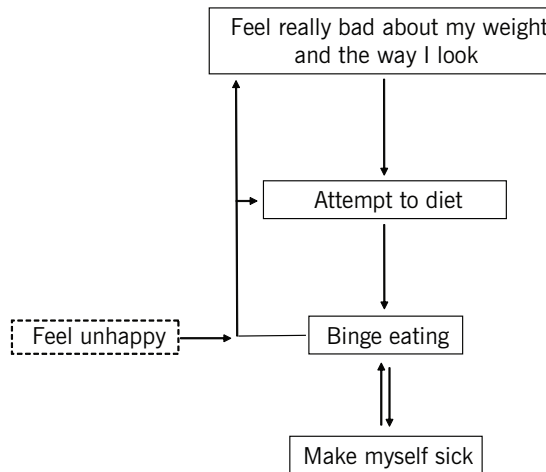 Feel really bad about my weight
and the way I look
Attempt to diet
Feel unhappy
Binge eating
Make myself sick